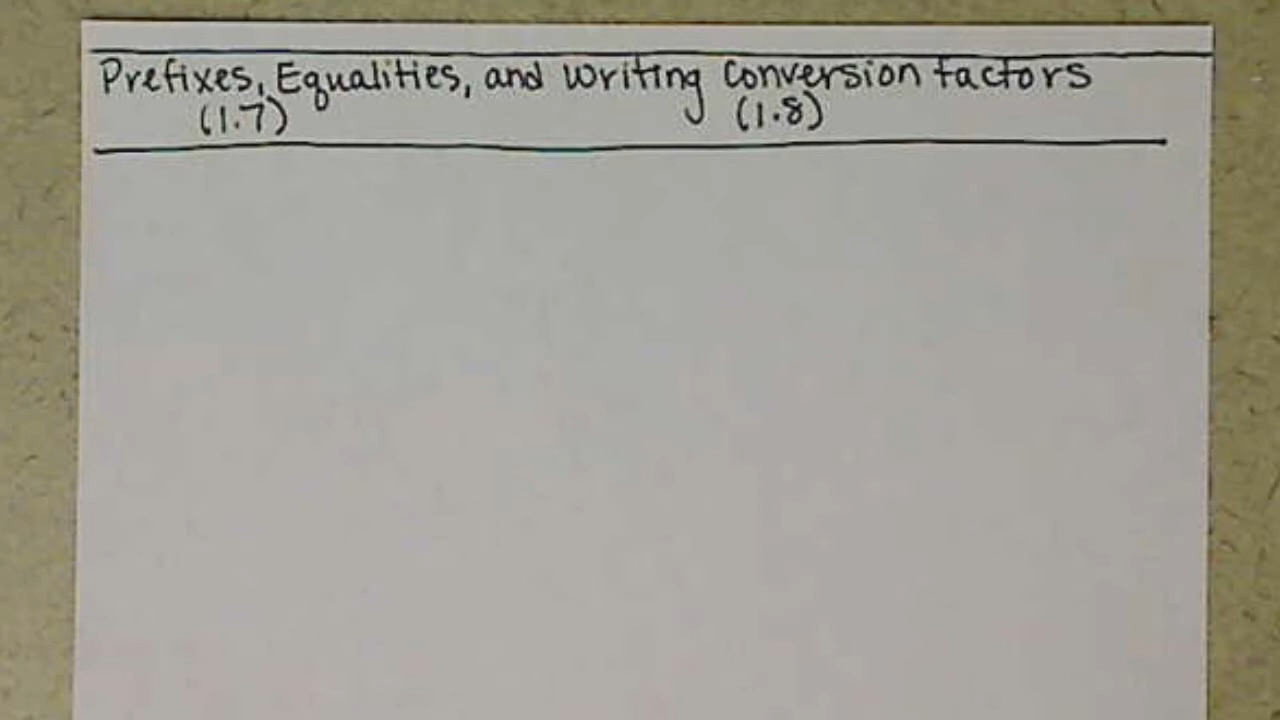 Prefixes, Equalities, and writing conversion factors
(1.7) (1.8)